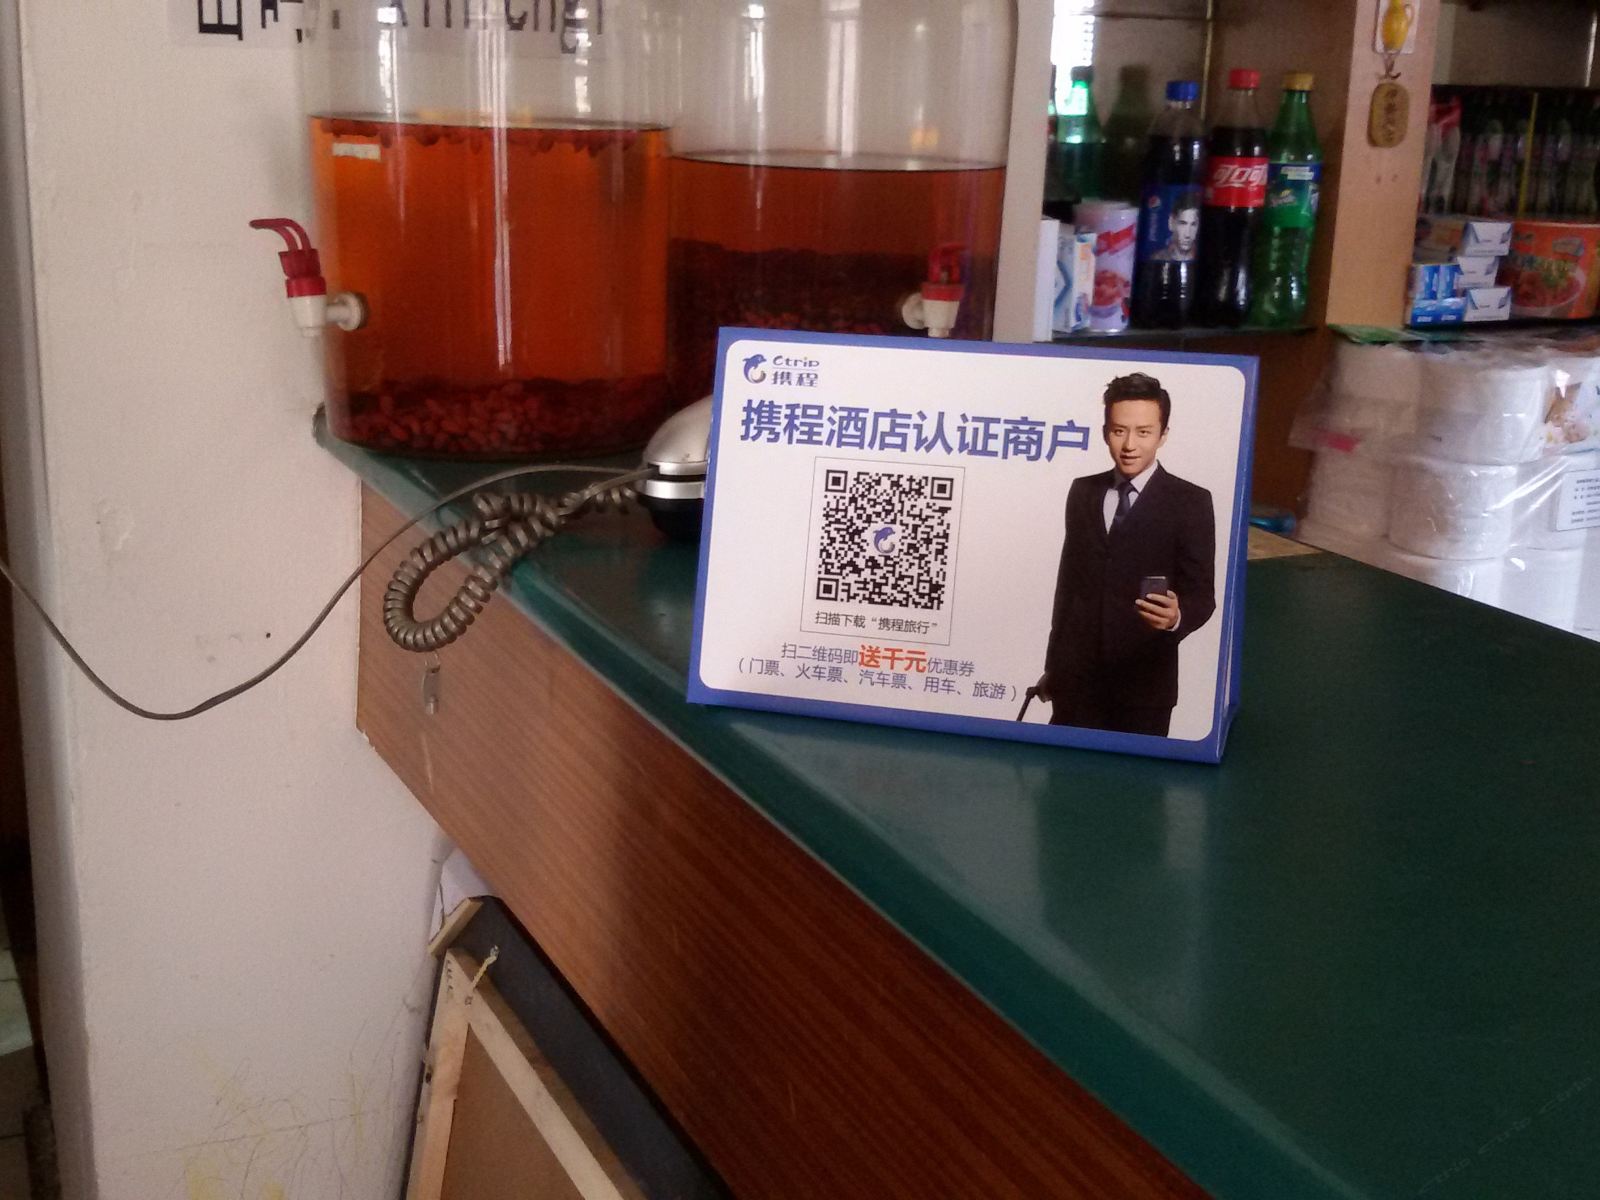 Ctrip
携程
携程酒店认证商户
扫描下载“携程旅行”
扫二维码即送千元优惠券
（门票、火车票、汽车票、用车、旅游）
可口可